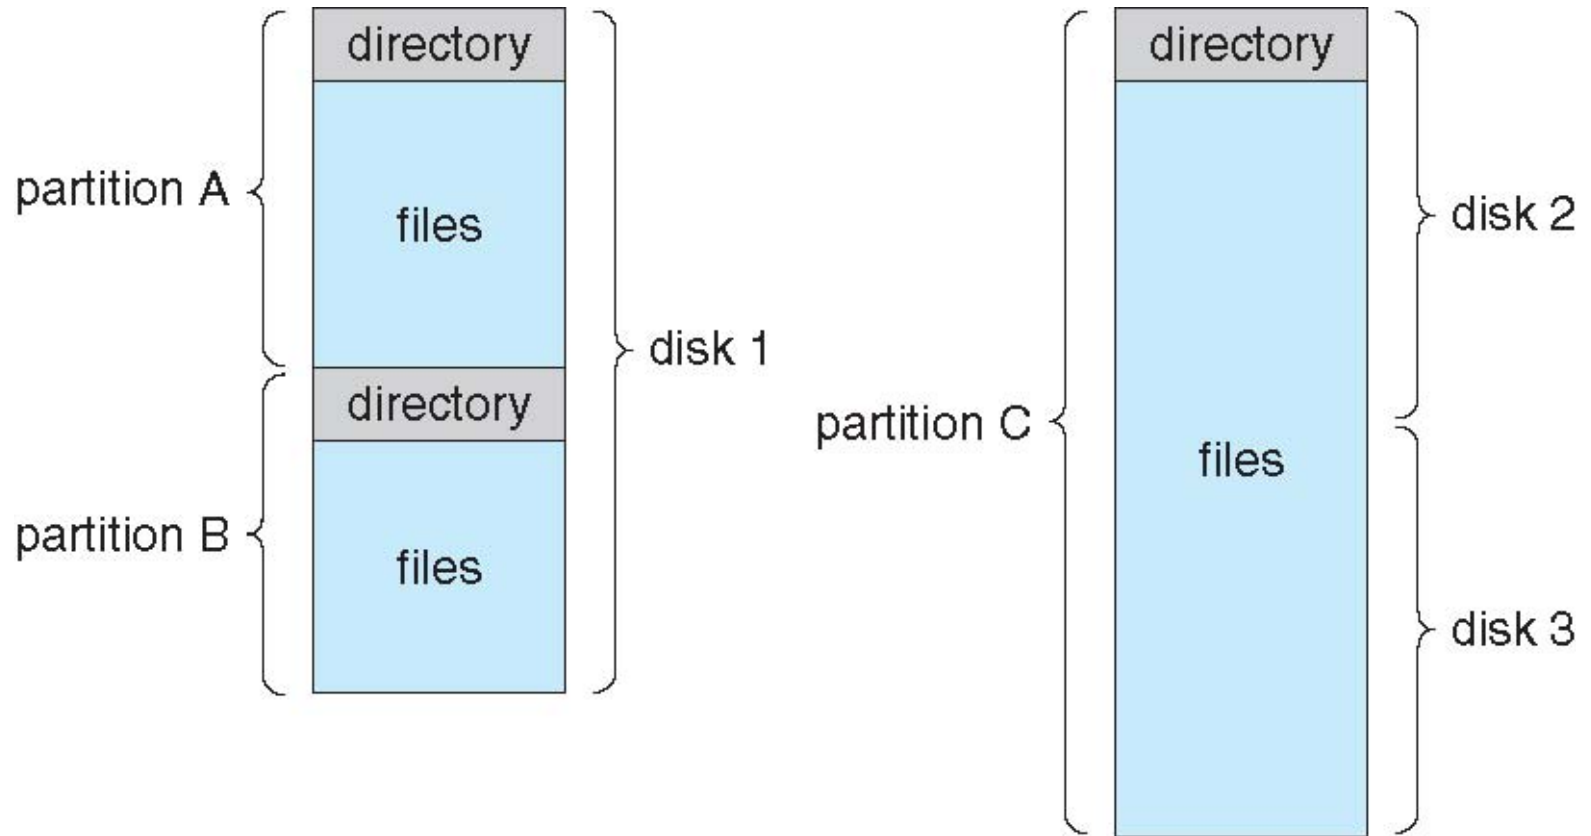 directory
partition A
files
disk 1
directory
partition B
files
directory
disk 2
partition C
files
disk 3